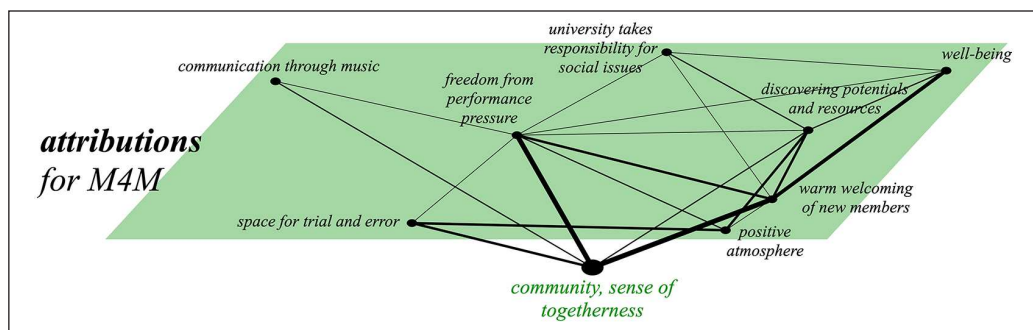 university takes
responsibility for
social issues
well-being
communication through music
freedom from
performance
pressure
discovering potentials
and resources
attributions
for M4M
warm welcoming
of new members
space for trial and error
positive
atmosphere
community, sense of
togetherness